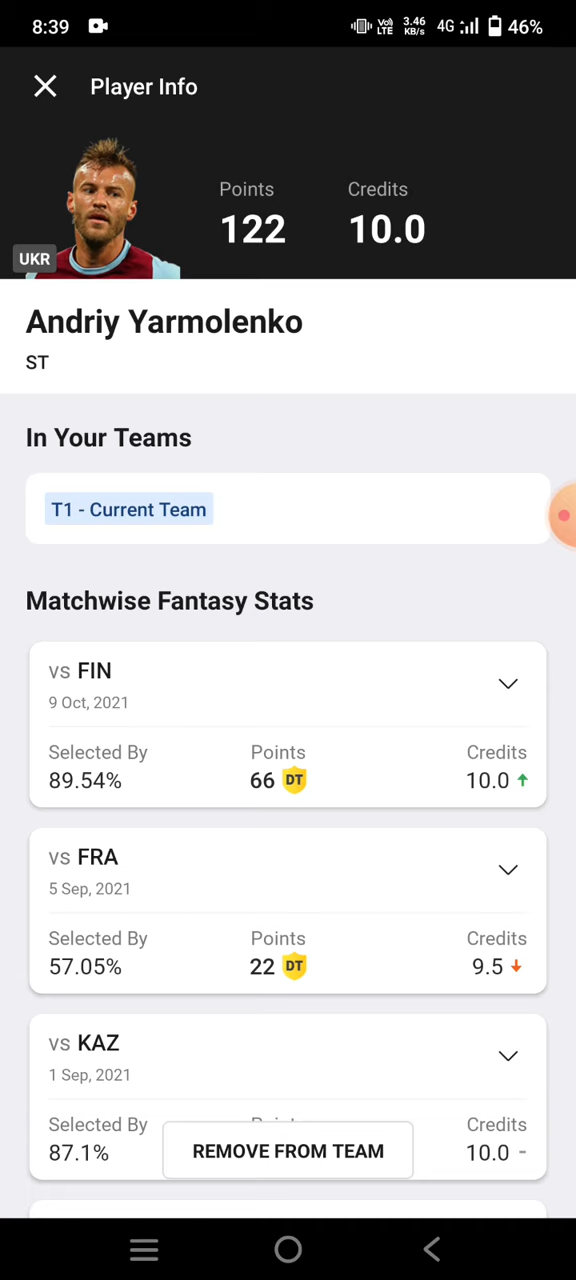 8:39 Vo) LTE 3.46 KB/s 4G 46%
Player Info
Points Credits
122 10.0
UKR
Andriy Yarmolenko
ST
In Your Teams
T1 - Current Team
Matchwise Fantasy Stats
vs FIN
9 Oct, 2021
Selected By Points Credits
89.54% 66 DT 10.0
vs FRA
5 Sep, 2021
Selected By Points Credits
57.05% 22 DT 9.5
vs KAZ
1 Sep, 2021
Selected By Credits
87.1% 10.0 -
REMOVE FROM TEAM